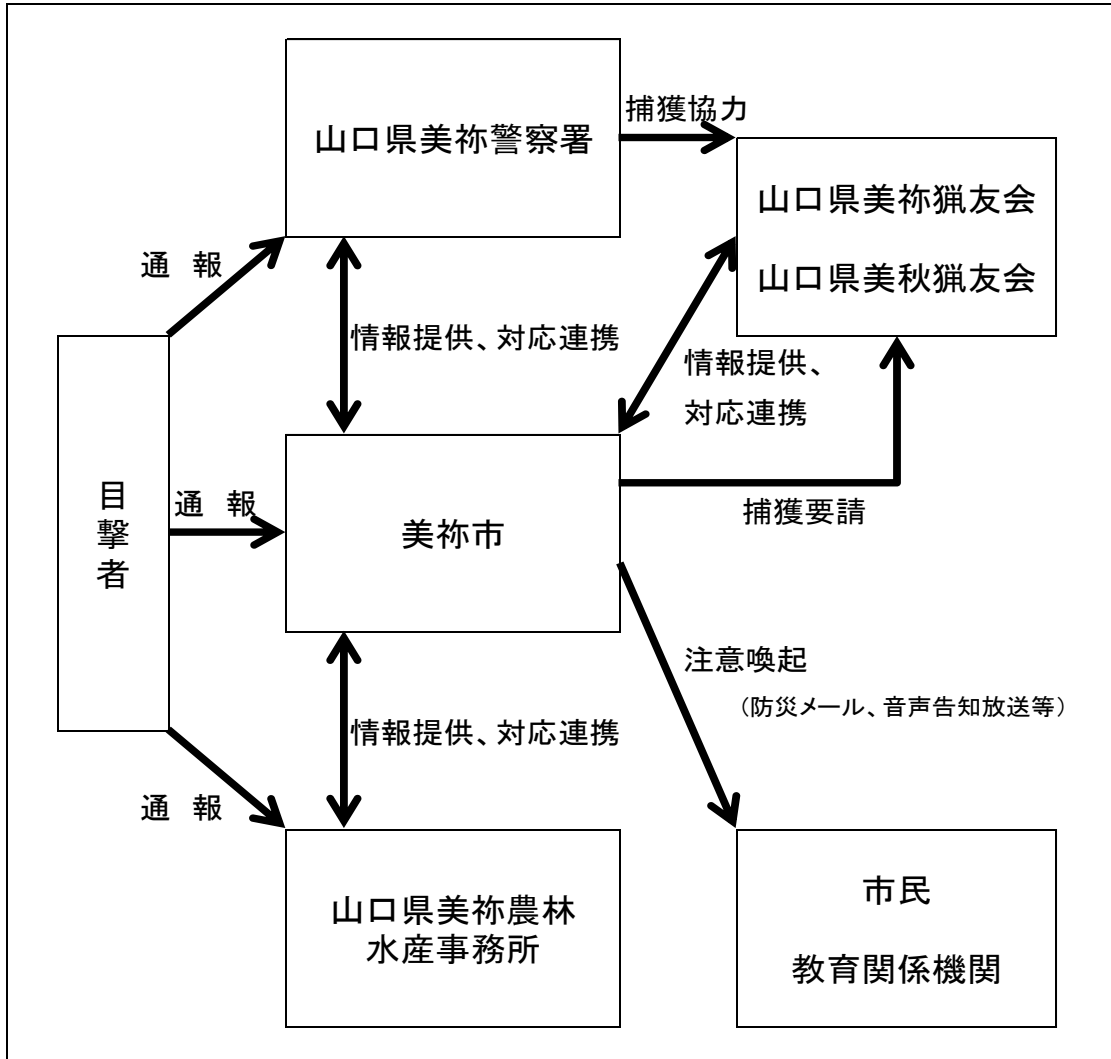 山口県美祢警察署
捕獲協力
山口県美祢猟友会
山口県美秋猟友会
通 報
情報提供、対応連携
情報提供、
対応連携
目撃者
通 報
美祢市
捕獲要請
注意喚起
（防災メール、音声告知放送等）
情報提供、対応連携
通 報
山口県美祢農林
水産事務所
市民
教育関係機関